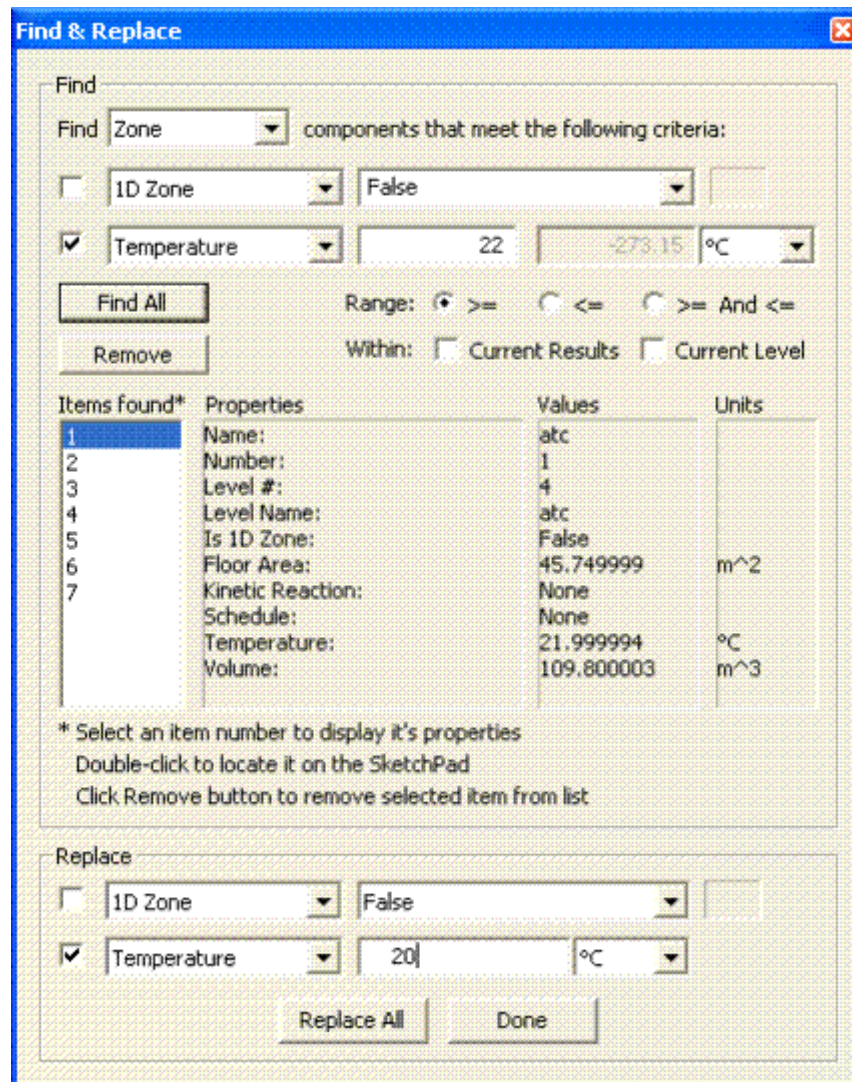 Find & Replace
Find
Find Zone components that meet the following criteria:
1D Zone False
Temperature 22 -273.15 °C
Find All Range: >= <= >= And <=
Remove Within: Current Results Current Level
Items found* Properties Values Units
1 Name: atc
2 Number: 1
3 Level #: 4
4 Level Name: atc
5 Is 1D Zone: False
6 Floor Area: 45.749999 m^2
7 Kinetic Reaction: None
Schedule: None
Temperature: 21.999994 °C
Volume: 109.800003 m^3
* Select an item number to display it's properties
Double-click to locate it on the SketchPad
Click Remove button to remove selected item from list
Replace
1D Zone False
Temperature 20 °C
Replace All Done